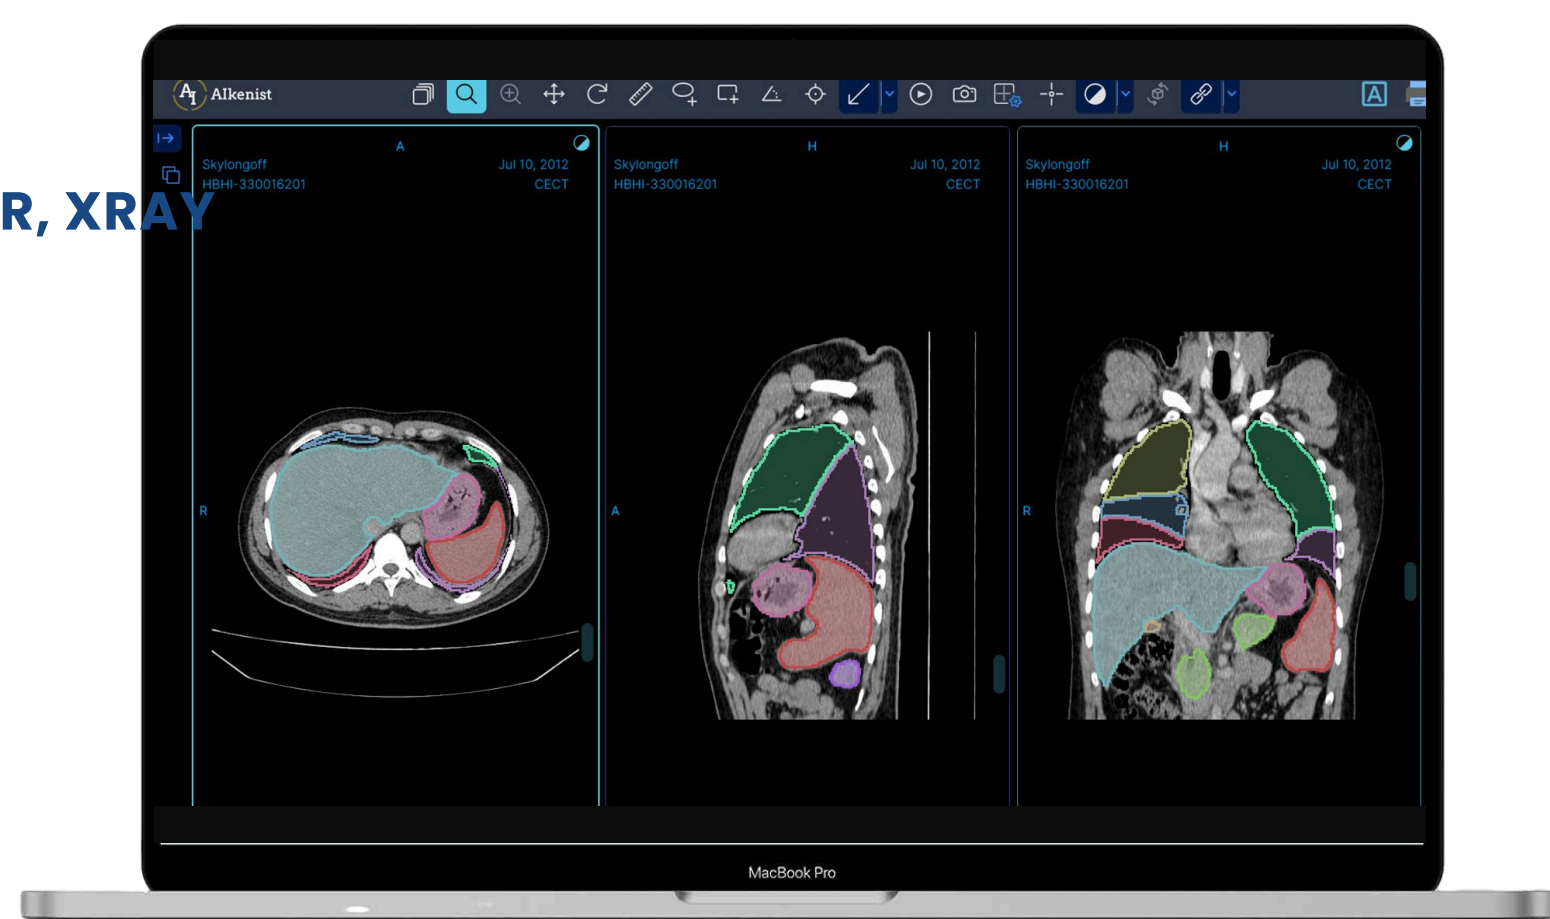 AIkenist
A
H
H
Skylongoff
Jul 10, 2012
HBHI-330016201
CECT
Skylongoff
Jul 10, 2012
HBHI-330016201
CECT
Skylongoff
Jul 10, 2012
HBHI-330016201
CECT
R, XRAY
R
A
R
A
MacBook Pro